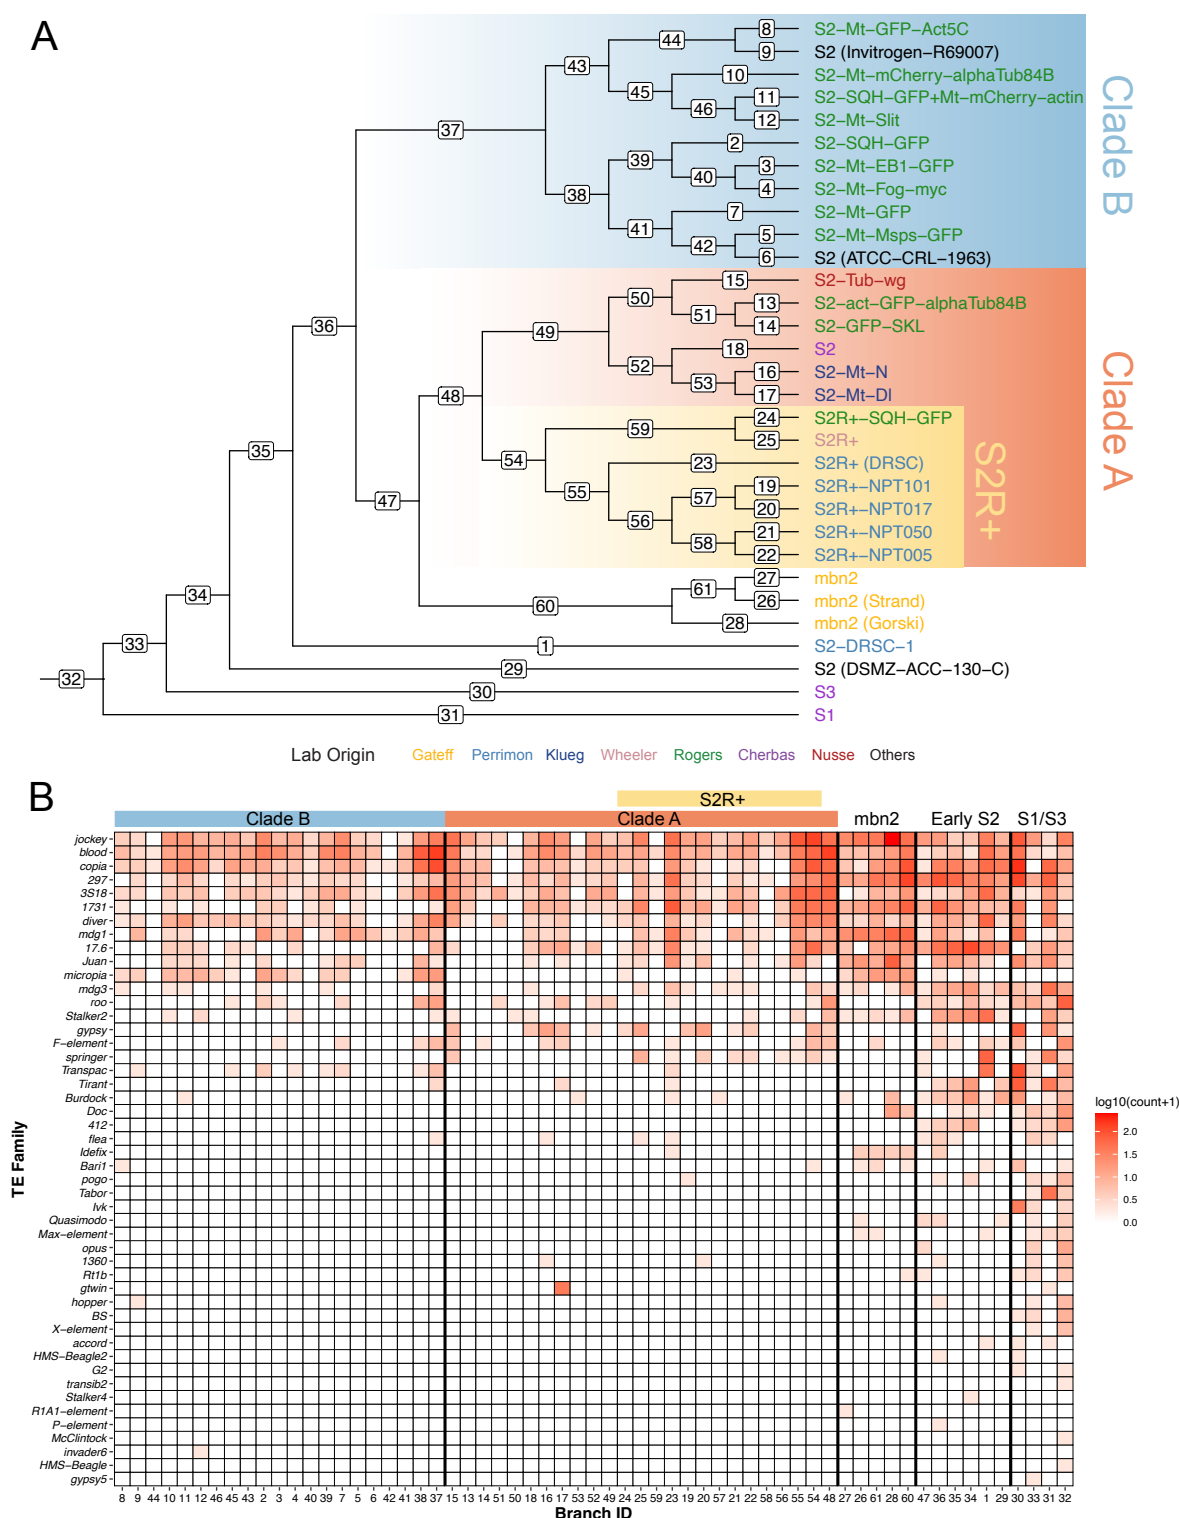 A
8 S2−Mt−GFP−Act5C
44
9 S2 (Invitrogen−R69007)
43
10 S2−Mt−mCherry−alphaTub84B
45
11 S2−SQH−GFP+Mt−mCherry−actin
46
12 S2−Mt−Slit
37
2 S2−SQH−GFP
39
3 S2−Mt−EB1−GFP
40
4 S2−Mt−Fog−myc
38
7 S2−Mt−GFP
41
5 S2−Mt−Msps−GFP
42
6 S2 (ATCC−CRL−1963)
Clade B
15 S2−Tub−wg
50
13 S2−act−GFP−alphaTub84B
51
14 S2−GFP−SKL
36
49
18 S2
52
16 S2−Mt−N
53
17 S2−Mt−Dl
48
24 S2R+−SQH−GFP
59
25 S2R+
35
54
23 S2R+ (DRSC)
55
19 S2R+−NPT101
57
20 S2R+−NPT017
47
56
21 S2R+−NPT050
58
22 S2R+−NPT005
S2R+
Clade A
27 mbn2
61
26 mbn2 (Strand)
34
60
28 mbn2 (Gorski)
33
1 S2−DRSC−1
29 S2 (DSMZ−ACC−130−C)
32
30 S3
31 S1
Lab Origin Gateff Perrimon Klueg Wheeler Rogers Cherbas Nusse Others
B
S2R+
Clade B Clade A mbn2 Early S2 S1/S3
jockey
blood
copia
297
3S18
1731
diver
mdg1
17.6
Juan
micropia
mdg3
roo
Stalker2
gypsy
F−element
springer
Transpac
Tirant
Burdock
Doc
412
flea
Idefix
Bari1
pogo
Tabor
Ivk
Quasimodo
Max−element
opus
1360
Rt1b
gtwin
hopper
BS
X−element
accord
HMS−Beagle2
G2
transib2
Stalker4
R1A1−element
P−element
McClintock
invader6
HMS−Beagle
gypsy5
TE Family
log10(count+1)
2.0
1.5
1.0
0.5
0.0
8 9 44 10 11 12 46 45 43 2 3 4 40 39 7 5 6 42 41 38 37 15 13 14 51 50 18 16 17 53 52 49 24 25 59 23 19 20 57 21 22 58 56 55 54 48 27 26 61 28 60 47 36 35 34 1 29 30 33 31 32
Branch ID